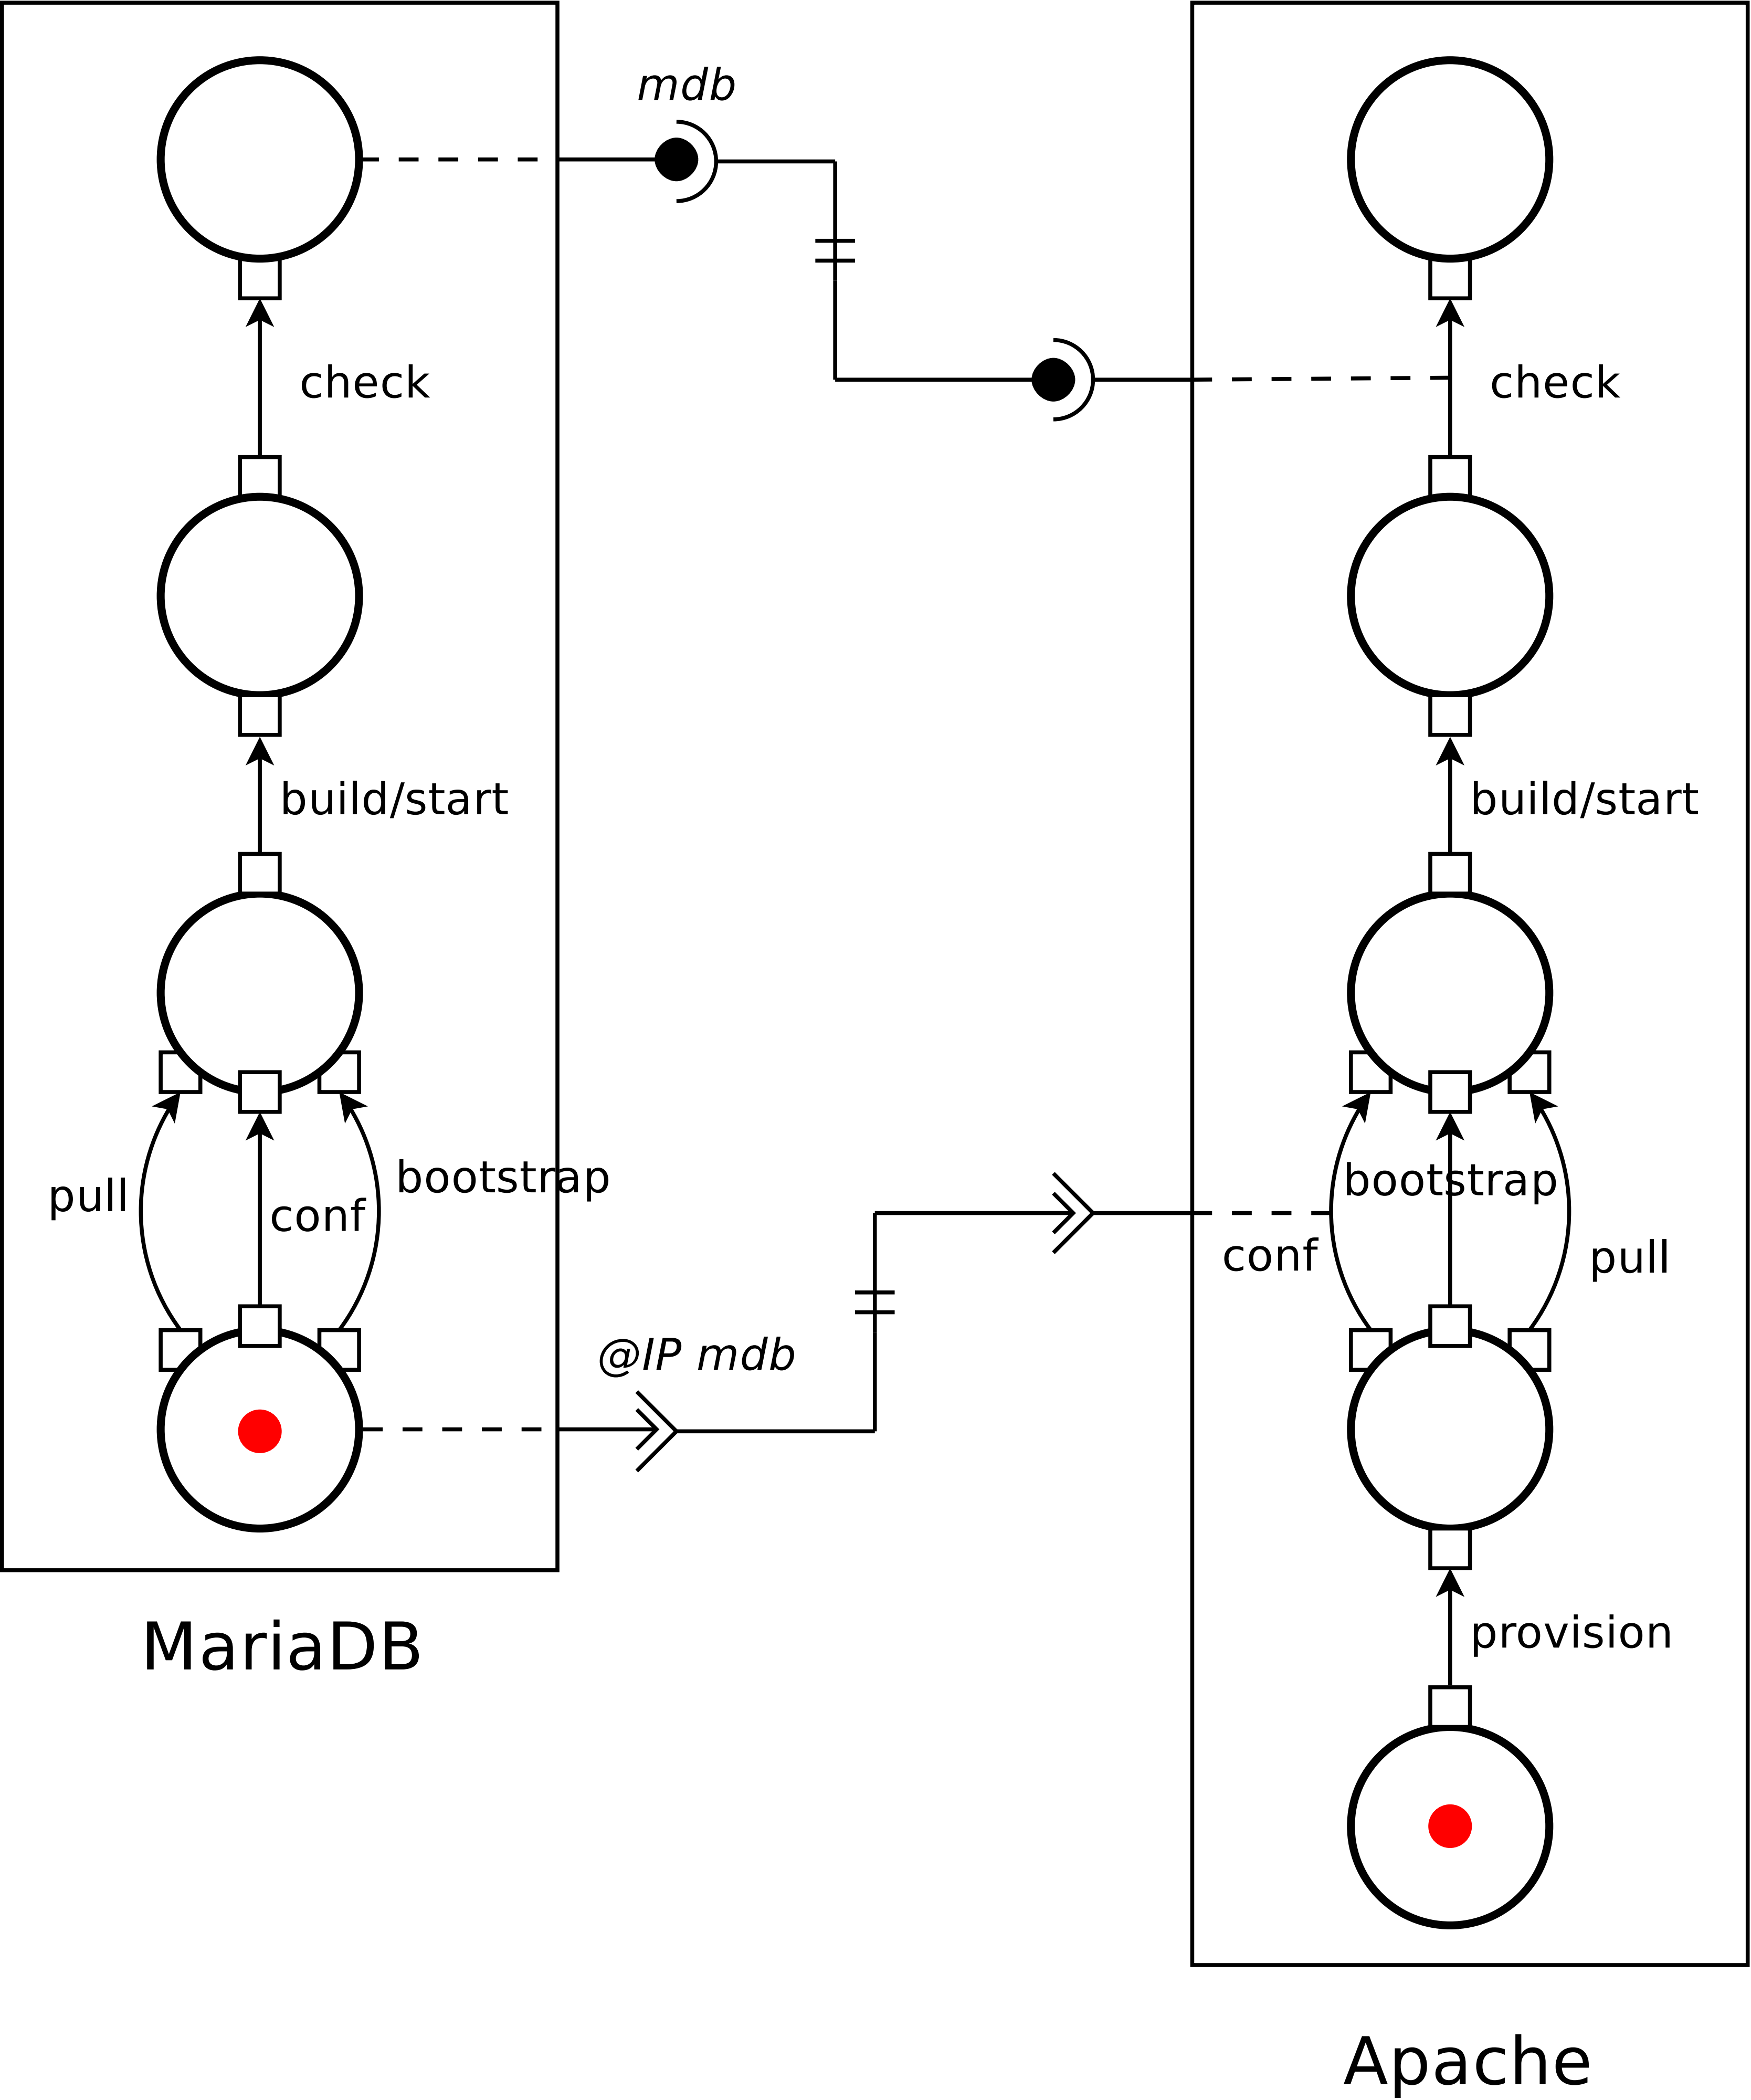 mdb
check
check
build/start
build/start
pull
conf
bootstrap
bootstrap
conf
pull
@IP mdb
provision
MariaDB
Apache